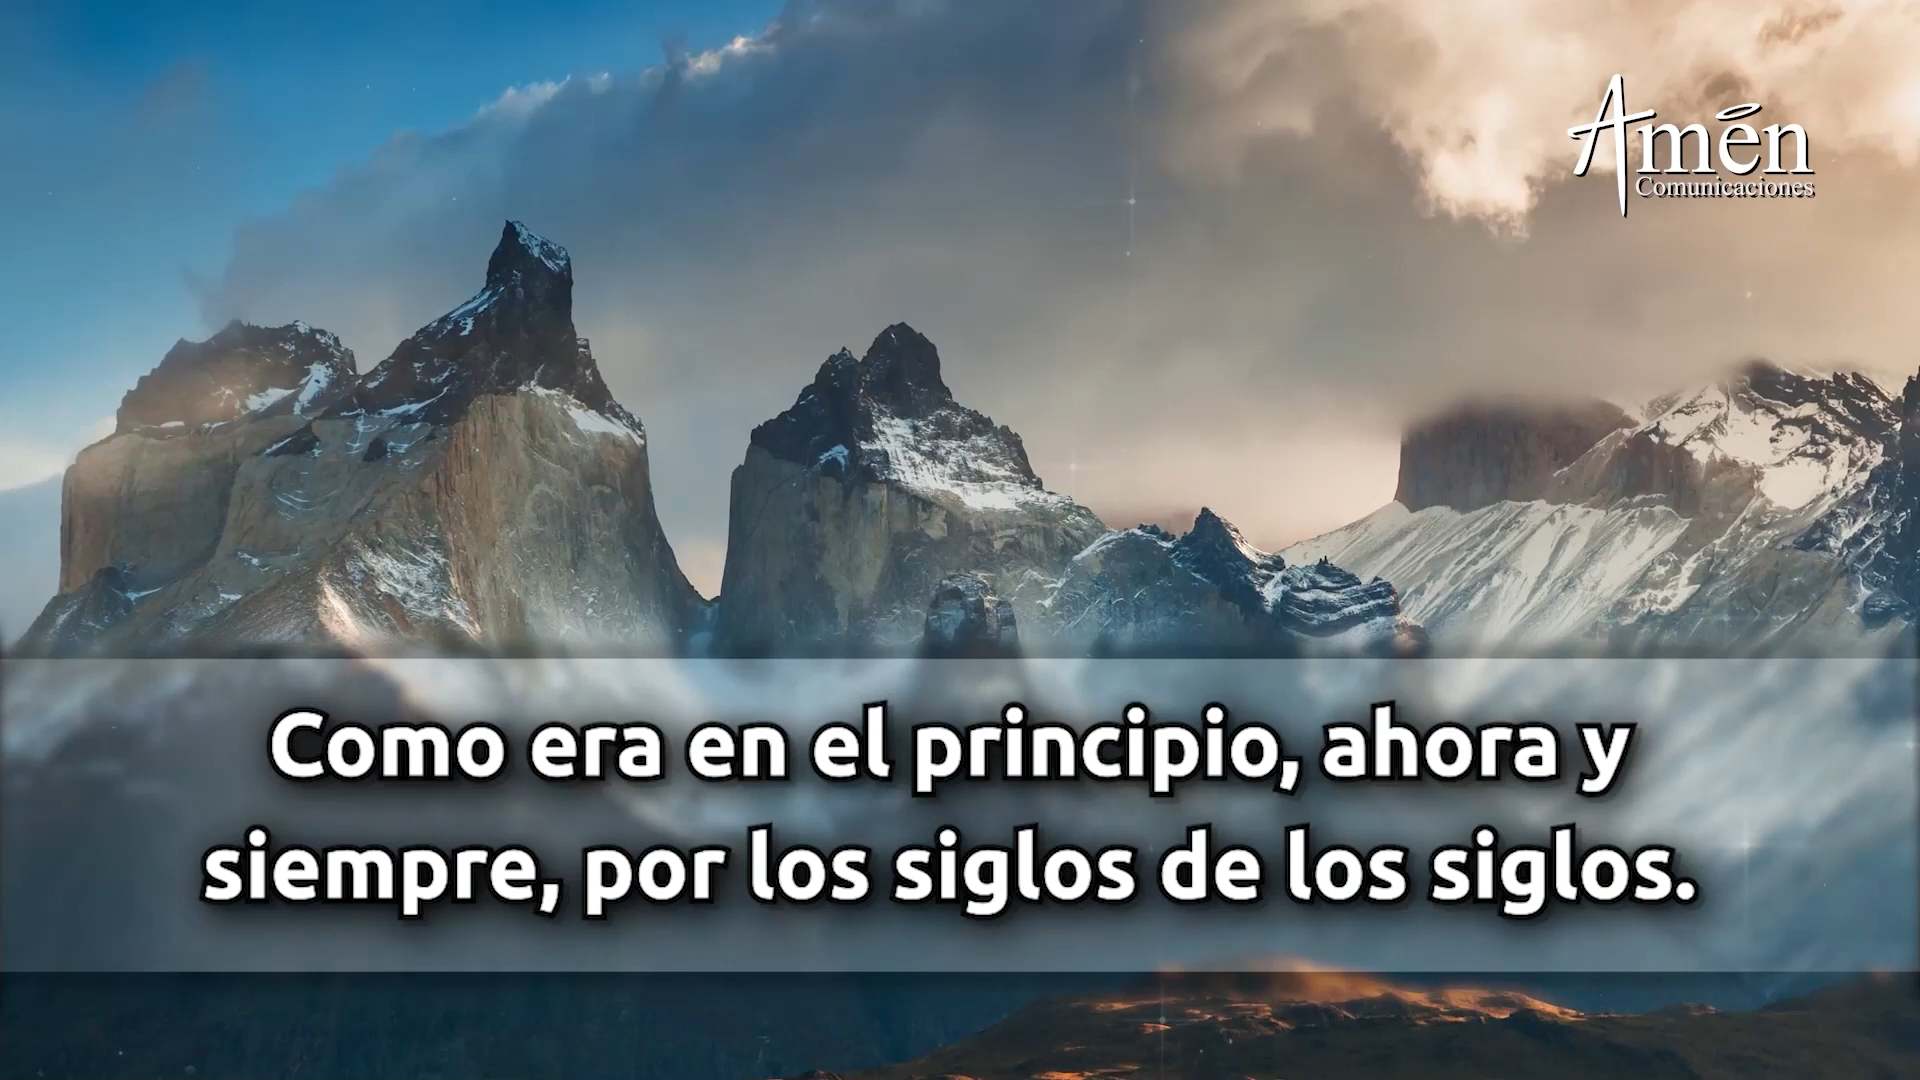 Amén
Comunicaciones
Como era en el principio, ahora y
siempre, por los siglos de los siglos.